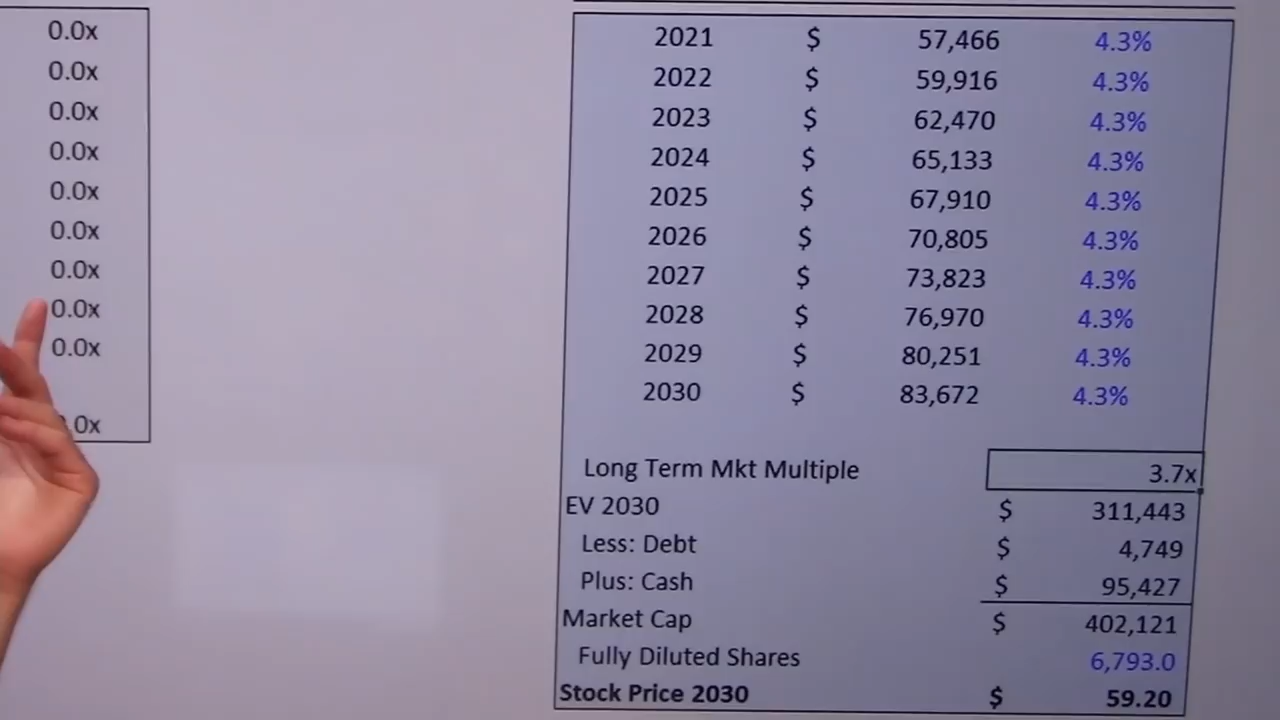 0.0x
0.0x
0.0x
0.0x
0.0x
0.0x
0.0x
0.0x
0.0x
.0x
2021 $ 57,466 4.3%
2022 $ 59,916 4.3%
2023 $ 62,470 4.3%
2024 $ 65,133 4.3%
2025 $ 67,910 4.3%
2026 $ 70,805 4.3%
2027 $ 73,823 4.3%
2028 $ 76,970 4.3%
2029 $ 80,251 4.3%
2030 $ 83,672 4.3%
Long Term Mkt Multiple 3.7x
EV 2030 $ 311,443
Less: Debt $ 4,749
Plus: Cash $ 95,427
Market Cap $ 402,121
Fully Diluted Shares 6,793.0
Stock Price 2030 $ 59.20